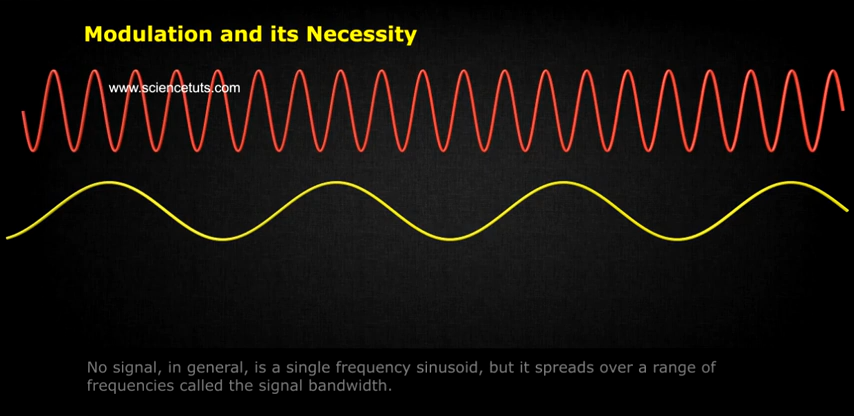 Modulation and its Necessity
www.sciencetuts.com
No signal, in general, is a single frequency sinusoid, but it spreads over a range of
frequencies called the signal bandwidth.